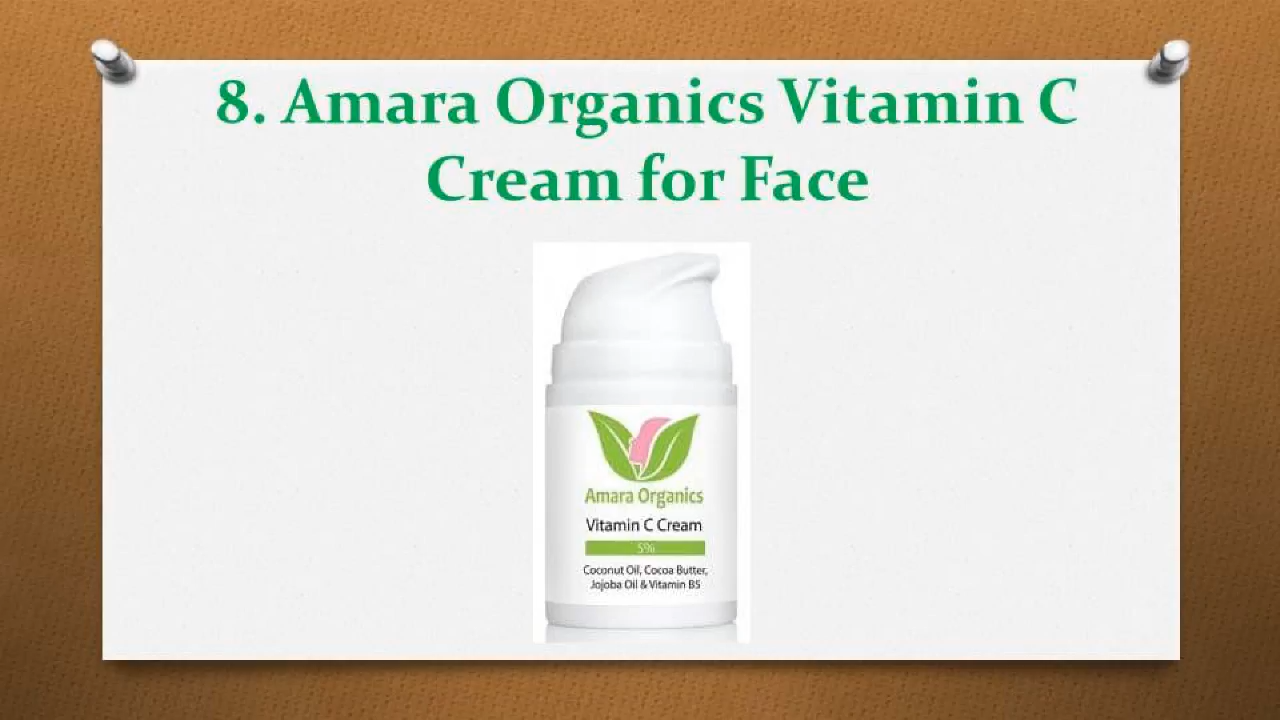 8. Amara Organics Vitamin C
Cream for Face
Amara Organics
Vitamin C Cream
5%
Coconut Oil, Cocoa Butter,
Jojoba Oil & Vitamin B5